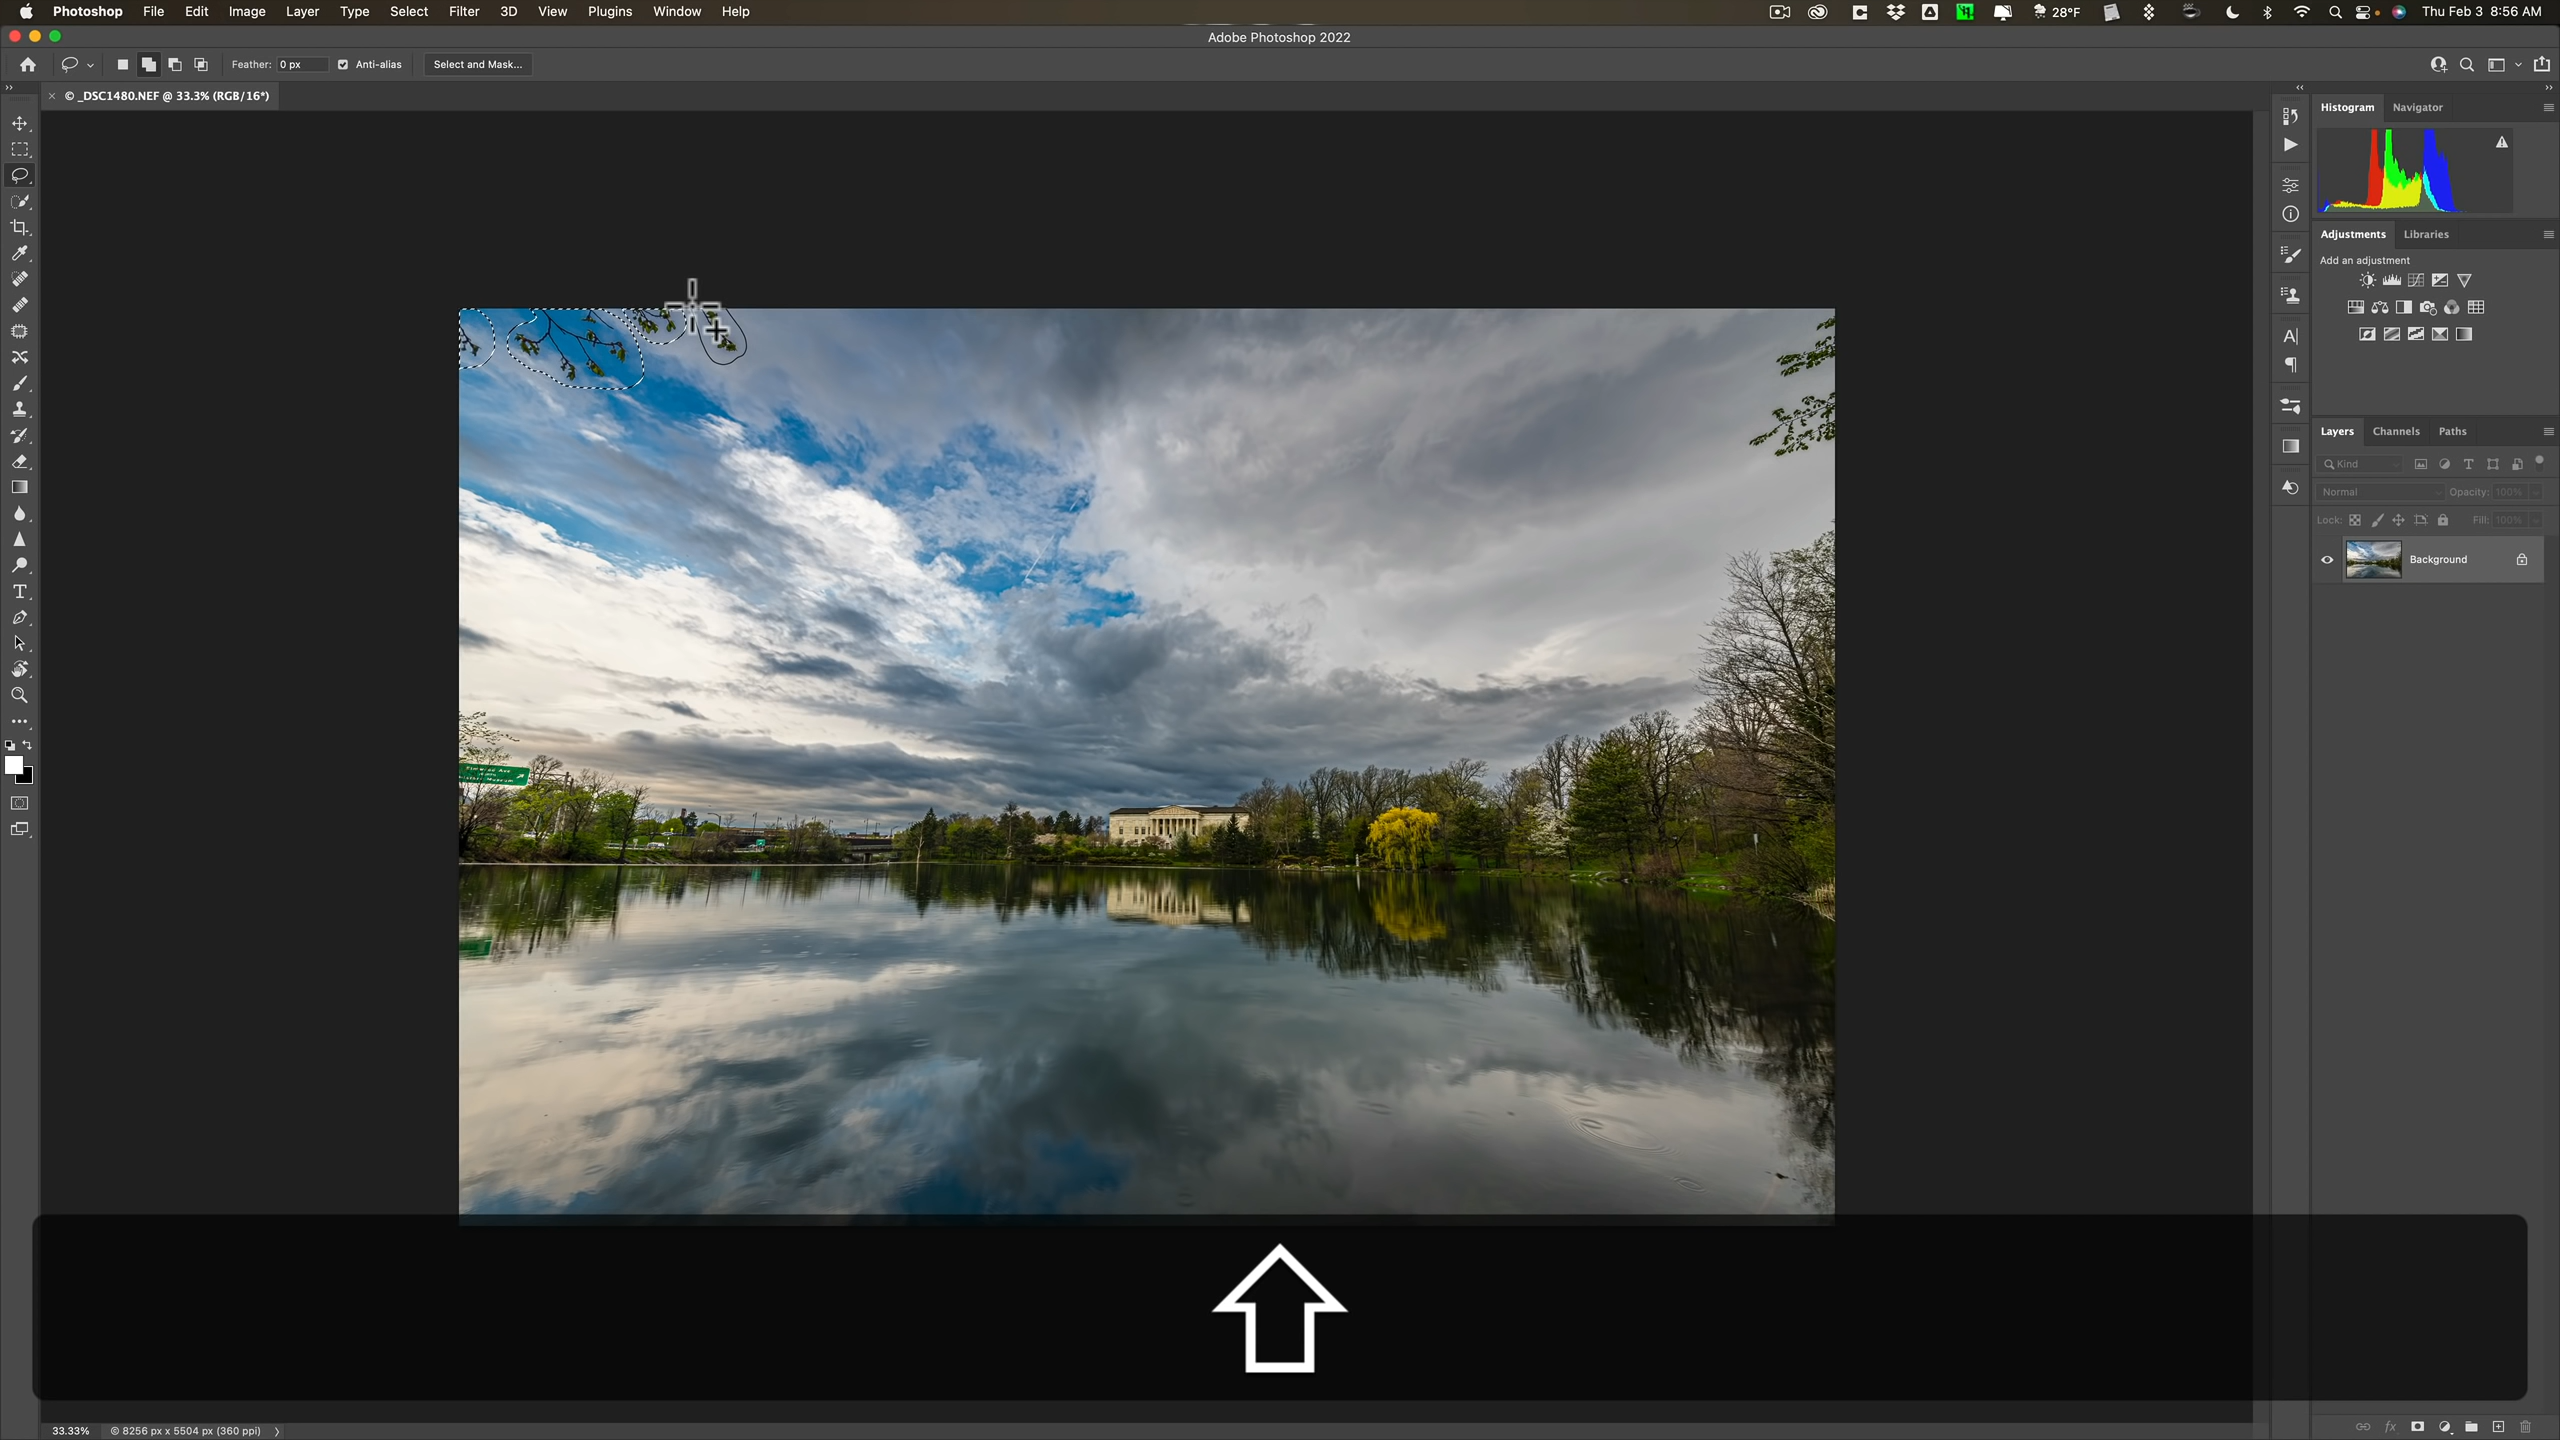 Photoshop File Edit Image Layer Type Select Filter 3D View Plugins Window Help 28°F Thu Feb 3 8:56 AM
Adobe Photoshop 2022
Feather: 0 px Anti-alias Select and Mask...
© _DSC1480.NEF @ 33.3% (RGB/16*)
Histogram Navigator
Adjustments Libraries
Add an adjustment
Layers Channels Paths
Kind
Normal Opacity: 100%
Lock: Fill: 100%
Background
33.33% © 8256 px x 5504 px (360 ppi)